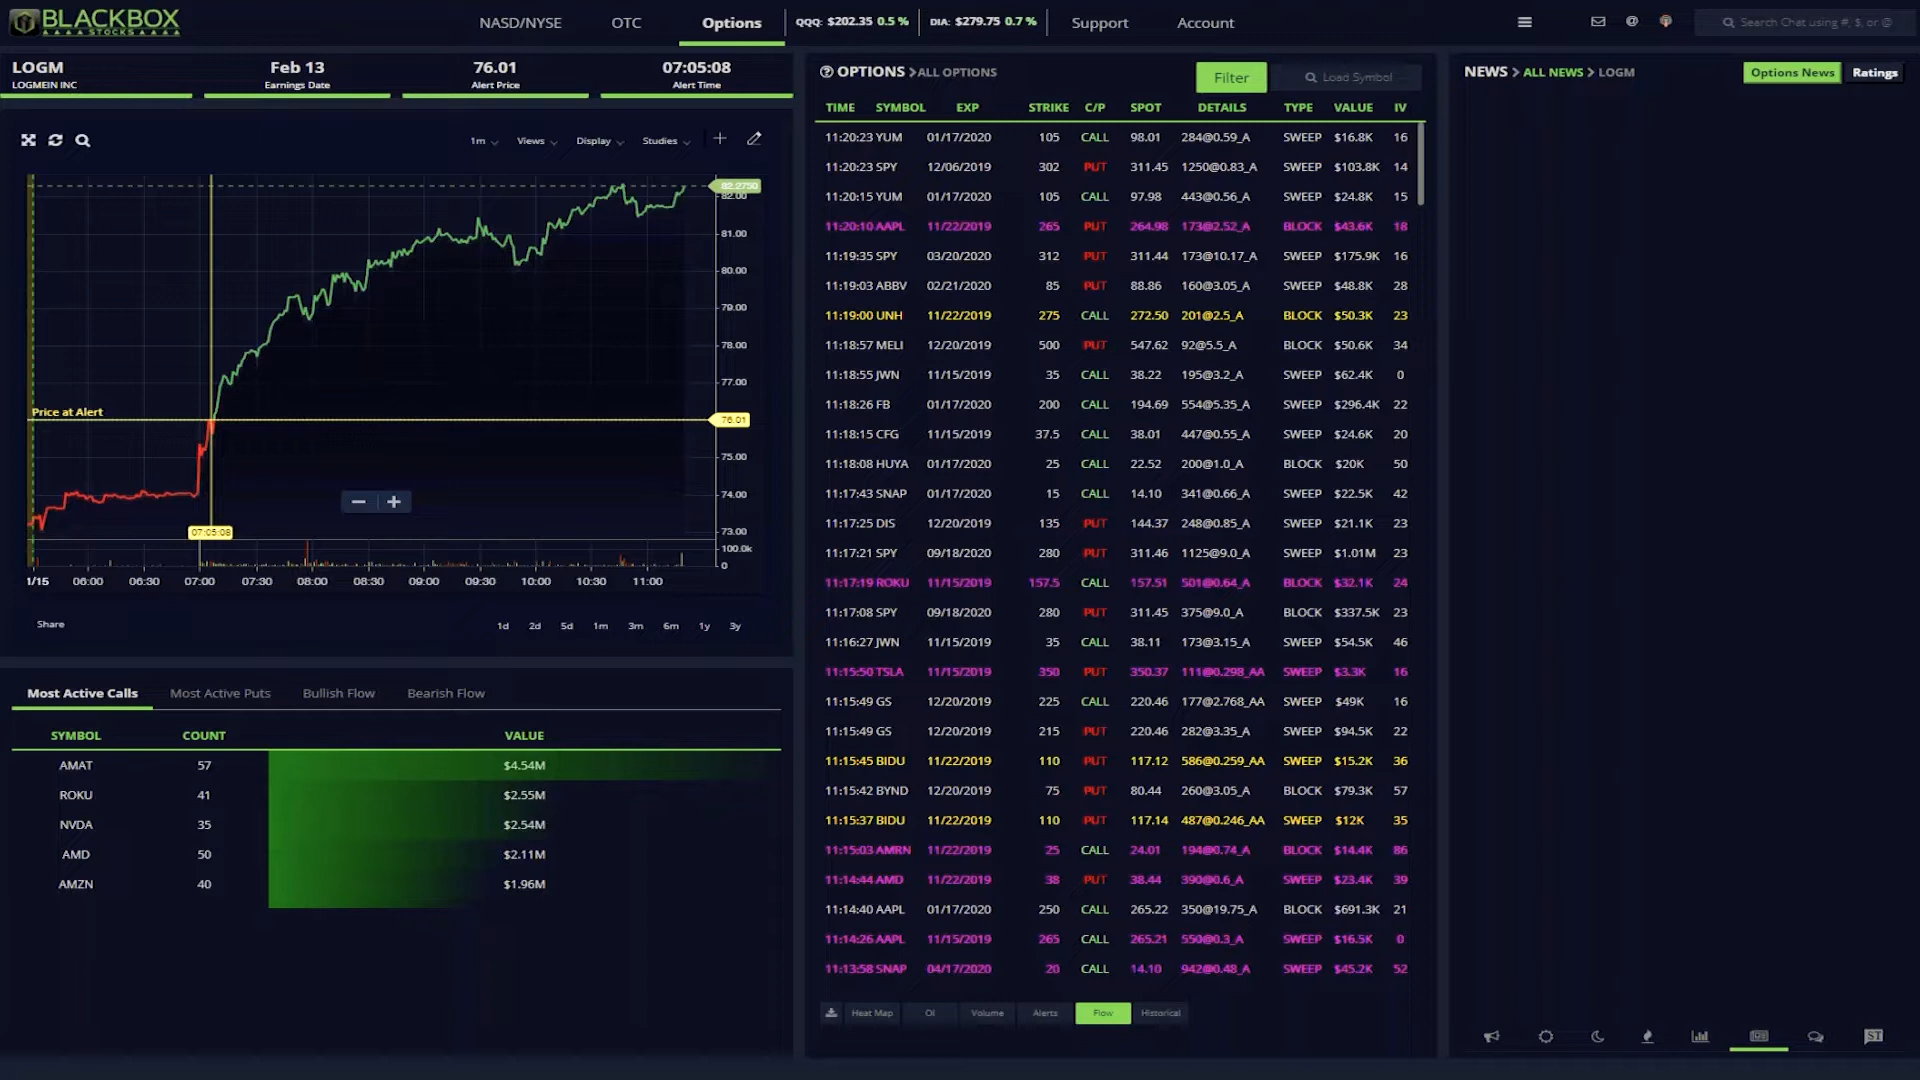 BLACKBOX
STOCKS
NASD/NYSE OTC Options QQQ: $202.35 0.5 % DIA: $279.75 0.7 % Support Account
Search Chat using #, $, or @
LOGM
LOGMEIN INC
Feb 13
Earnings Date
76.01
Alert Price
07:05:08
Alert Time
1m Views Display Studies
82.2750
82.00
81.00
80.00
79.00
78.00
77.00
Price at Alert
76.01
75.00
74.00
73.00
07:05:08
100.0k
0
1/15 06:00 06:30 07:00 07:30 08:00 08:30 09:00 09:30 10:00 10:30 11:00
Share
1d 2d 5d 1m 3m 6m 1y 3y
Most Active Calls Most Active Puts Bullish Flow Bearish Flow
SYMBOL COUNT VALUE
AMAT 57 $4.54M
ROKU 41 $2.55M
NVDA 35 $2.54M
AMD 50 $2.11M
AMZN 40 $1.96M
OPTIONS > ALL OPTIONS
Filter
Load Symbol
TIME SYMBOL EXP STRIKE C/P SPOT DETAILS TYPE VALUE IV
11:20:23 YUM 01/17/2020 105 CALL 98.01 284@0.59_A SWEEP $16.8K 16
11:20:23 SPY 12/06/2019 302 PUT 311.45 1250@0.83_A SWEEP $103.8K 14
11:20:15 YUM 01/17/2020 105 CALL 97.98 443@0.56_A SWEEP $24.8K 15
11:20:10 AAPL 11/22/2019 265 PUT 264.98 173@2.52_A BLOCK $43.6K 18
11:19:35 SPY 03/20/2020 312 PUT 311.44 173@10.17_A SWEEP $175.9K 16
11:19:03 ABBV 02/21/2020 85 PUT 88.86 160@3.05_A SWEEP $48.8K 28
11:19:00 UNH 11/22/2019 275 CALL 272.50 201@2.5_A BLOCK $50.3K 23
11:18:57 MELI 12/20/2019 500 PUT 547.62 92@5.5_A BLOCK $50.6K 34
11:18:55 JWN 11/15/2019 35 CALL 38.22 195@3.2_A SWEEP $62.4K 0
11:18:26 FB 01/17/2020 200 CALL 194.69 554@5.35_A SWEEP $296.4K 22
11:18:15 CFG 11/15/2019 37.5 CALL 38.01 447@0.55_A SWEEP $24.6K 20
11:18:08 HUYA 01/17/2020 25 CALL 22.52 200@1.0_A BLOCK $20K 50
11:17:43 SNAP 01/17/2020 15 CALL 14.10 341@0.66_A SWEEP $22.5K 42
11:17:25 DIS 12/20/2019 135 PUT 144.37 248@0.85_A SWEEP $21.1K 23
11:17:21 SPY 09/18/2020 280 PUT 311.46 1125@9.0_A SWEEP $1.01M 23
11:17:19 ROKU 11/15/2019 157.5 CALL 157.51 501@0.64_A BLOCK $32.1K 24
11:17:08 SPY 09/18/2020 280 PUT 311.45 375@9.0_A BLOCK $337.5K 23
11:16:27 JWN 11/15/2019 35 CALL 38.11 173@3.15_A SWEEP $54.5K 46
11:15:50 TSLA 11/15/2019 350 PUT 350.37 111@0.298_AA SWEEP $3.3K 16
11:15:49 GS 12/20/2019 225 CALL 220.46 177@2.768_AA SWEEP $49K 16
11:15:49 GS 12/20/2019 215 PUT 220.46 282@3.35_A SWEEP $94.5K 22
11:15:45 BIDU 11/22/2019 110 PUT 117.12 586@0.259_AA SWEEP $15.2K 36
11:15:42 BYND 12/20/2019 75 PUT 80.44 260@3.05_A BLOCK $79.3K 57
11:15:37 BIDU 11/22/2019 110 PUT 117.14 487@0.246_AA SWEEP $12K 35
11:15:03 AMRN 11/22/2019 25 CALL 24.01 194@0.74_A BLOCK $14.4K 86
11:14:44 AMD 11/22/2019 38 PUT 38.44 390@0.6_A SWEEP $23.4K 39
11:14:40 AAPL 01/17/2020 250 CALL 265.22 350@19.75_A BLOCK $691.3K 21
11:14:26 AAPL 11/15/2019 265 CALL 265.21 550@0.3_A SWEEP $16.5K 0
11:13:58 SNAP 04/17/2020 20 CALL 14.10 942@0.48_A SWEEP $45.2K 52
Heat Map OI Volume Alerts Flow Historical
NEWS > ALL NEWS > LOGM
Options News Ratings
ST